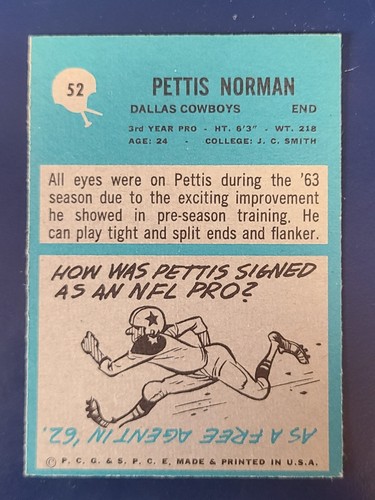 52
PETTIS NORMAN
DALLAS COWBOYS END
3rd YEAR PRO - HT. 6'3" - WT. 218
AGE: 24 - COLLEGE: J. C. SMITH
All eyes were on Pettis during the '63
season due to the exciting improvement
he showed in pre-season training. He
can play tight and split ends and flanker.
HOW WAS PETTIS SIGNED
AS AN NFL PRO?
AS A FREE AGENT IN '62.
© P. C. G. & S. P. C. E, MADE & PRINTED IN U.S.A.